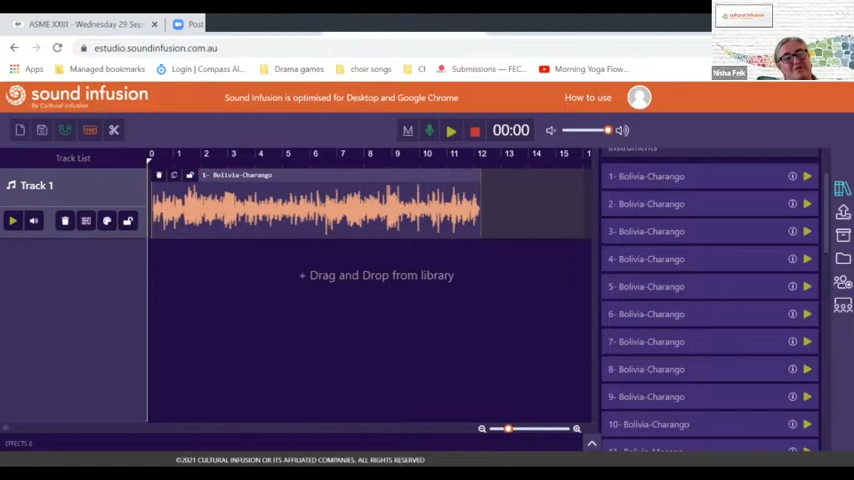 ASME XXIII - Wednesday 29 Sep
Post
estudio.soundinfusion.com.au
Apps
Managed bookmarks
Login | Compass Al...
Drama games
choir songs
CI
Submissions — FEC...
Morning Yoga Flow...
cultural infusion
Nisha Feik
sound infusion
By Cultural Infusion
Sound Infusion is optimised for Desktop and Google Chrome
How to use
M
00:00
Track List
0 1 2 3 4 5 6 7 8 9 10 11 12 13 14 15 1
Instruments
Track 1
1- Bolivia-Charango
+ Drag and Drop from library
1- Bolivia-Charango
2- Bolivia-Charango
3- Bolivia-Charango
4- Bolivia-Charango
5- Bolivia-Charango
6- Bolivia-Charango
7- Bolivia-Charango
8- Bolivia-Charango
9- Bolivia-Charango
10- Bolivia-Charango
EFFECTS ()
©2021 CULTURAL INFUSION OR ITS AFFILIATED COMPANIES. ALL RIGHTS RESERVED